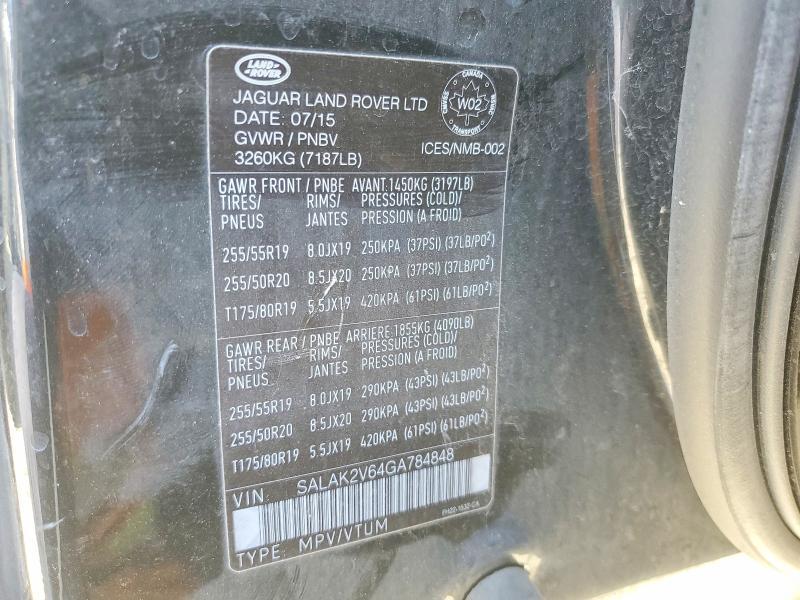 LAND ROVER
JAGUAR LAND ROVER LTD
DATE: 07/15
GVWR / PNBV
3260KG (7187LB)
CANADA
W02
TRANSPORT
ICES/NMB-002
GAWR FRONT / PNBE AVANT:1450KG (3197LB)
TIRES/ RIMS/ PRESSURES (COLD)/
PNEUS JANTES PRESSION (A FROID)
255/55R19 8.0JX19 250KPA (37PSI) (37LB/PO²)
255/50R20 8.5JX20 250KPA (37PSI) (37LB/PO²)
T175/80R19 5.5JX19 420KPA (61PSI) (61LB/PO²)
GAWR REAR / PNBE ARRIERE:1855KG (4090LB)
TIRES/ RIMS/ PRESSURES (COLD)/
PNEUS JANTES PRESSION (A FROID)
255/55R19 8.0JX19 290KPA (43PSI) (43LB/PO²)
255/50R20 8.5JX20 290KPA (43PSI) (43LB/PO²)
T175/80R19 5.5JX19 420KPA (61PSI) (61LB/PO²)
VIN: SALAK2V64GA784848
TYPE: MPV/VTUM